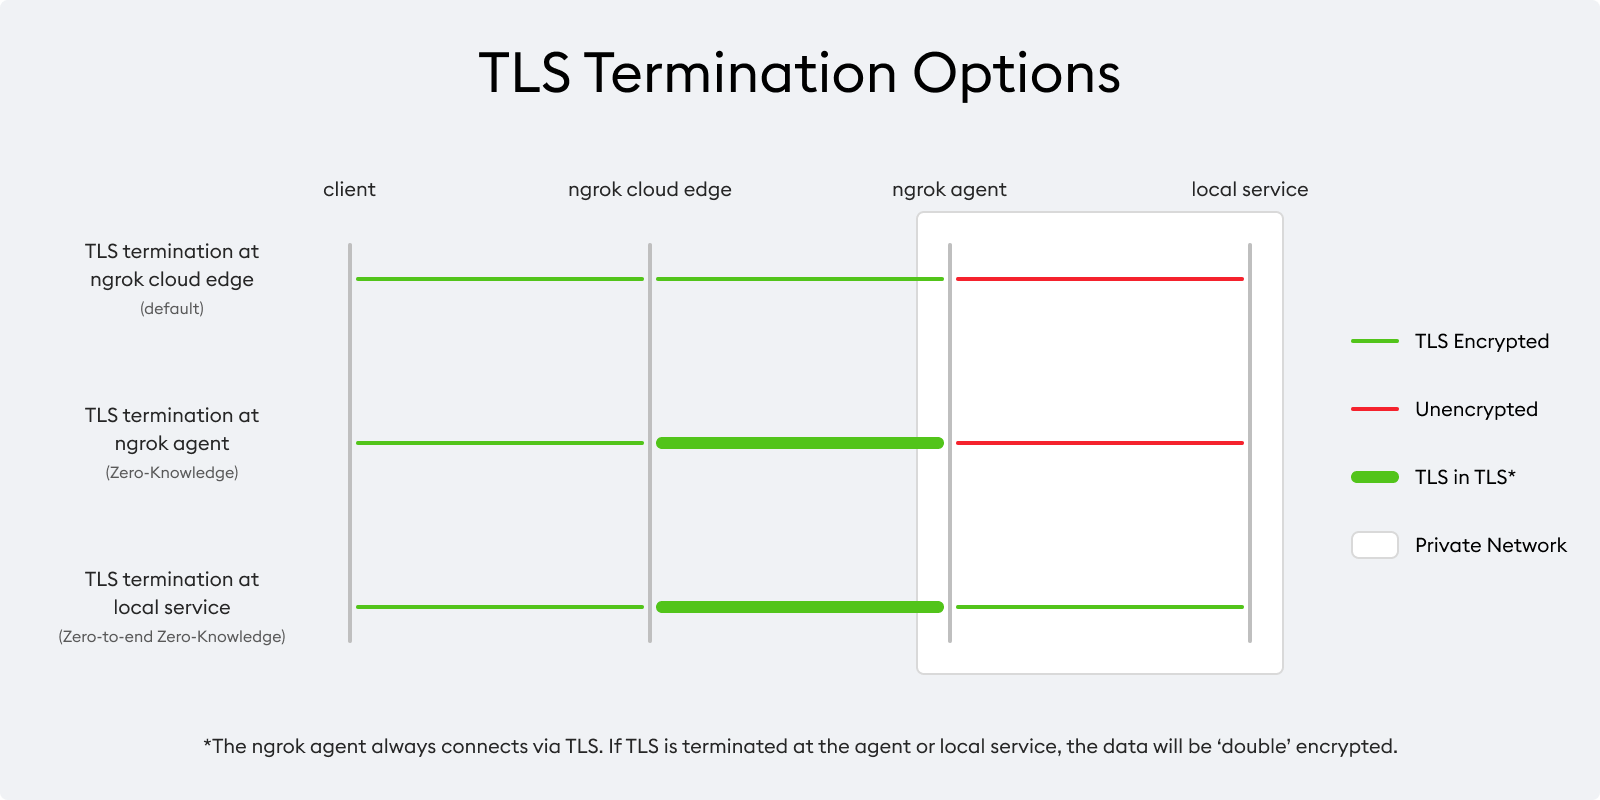 TLS Termination Options
client
ngrok cloud edge
ngrok agent
local service
TLS termination at
ngrok cloud edge
(default)
TLS termination at
ngrok agent
(Zero-Knowledge)
TLS termination at
local service
(Zero-to-end Zero-Knowledge)
TLS Encrypted
Unencrypted
TLS in TLS*
Private Network
*The ngrok agent always connects via TLS. If TLS is terminated at the agent or local service, the data will be ‘double’ encrypted.